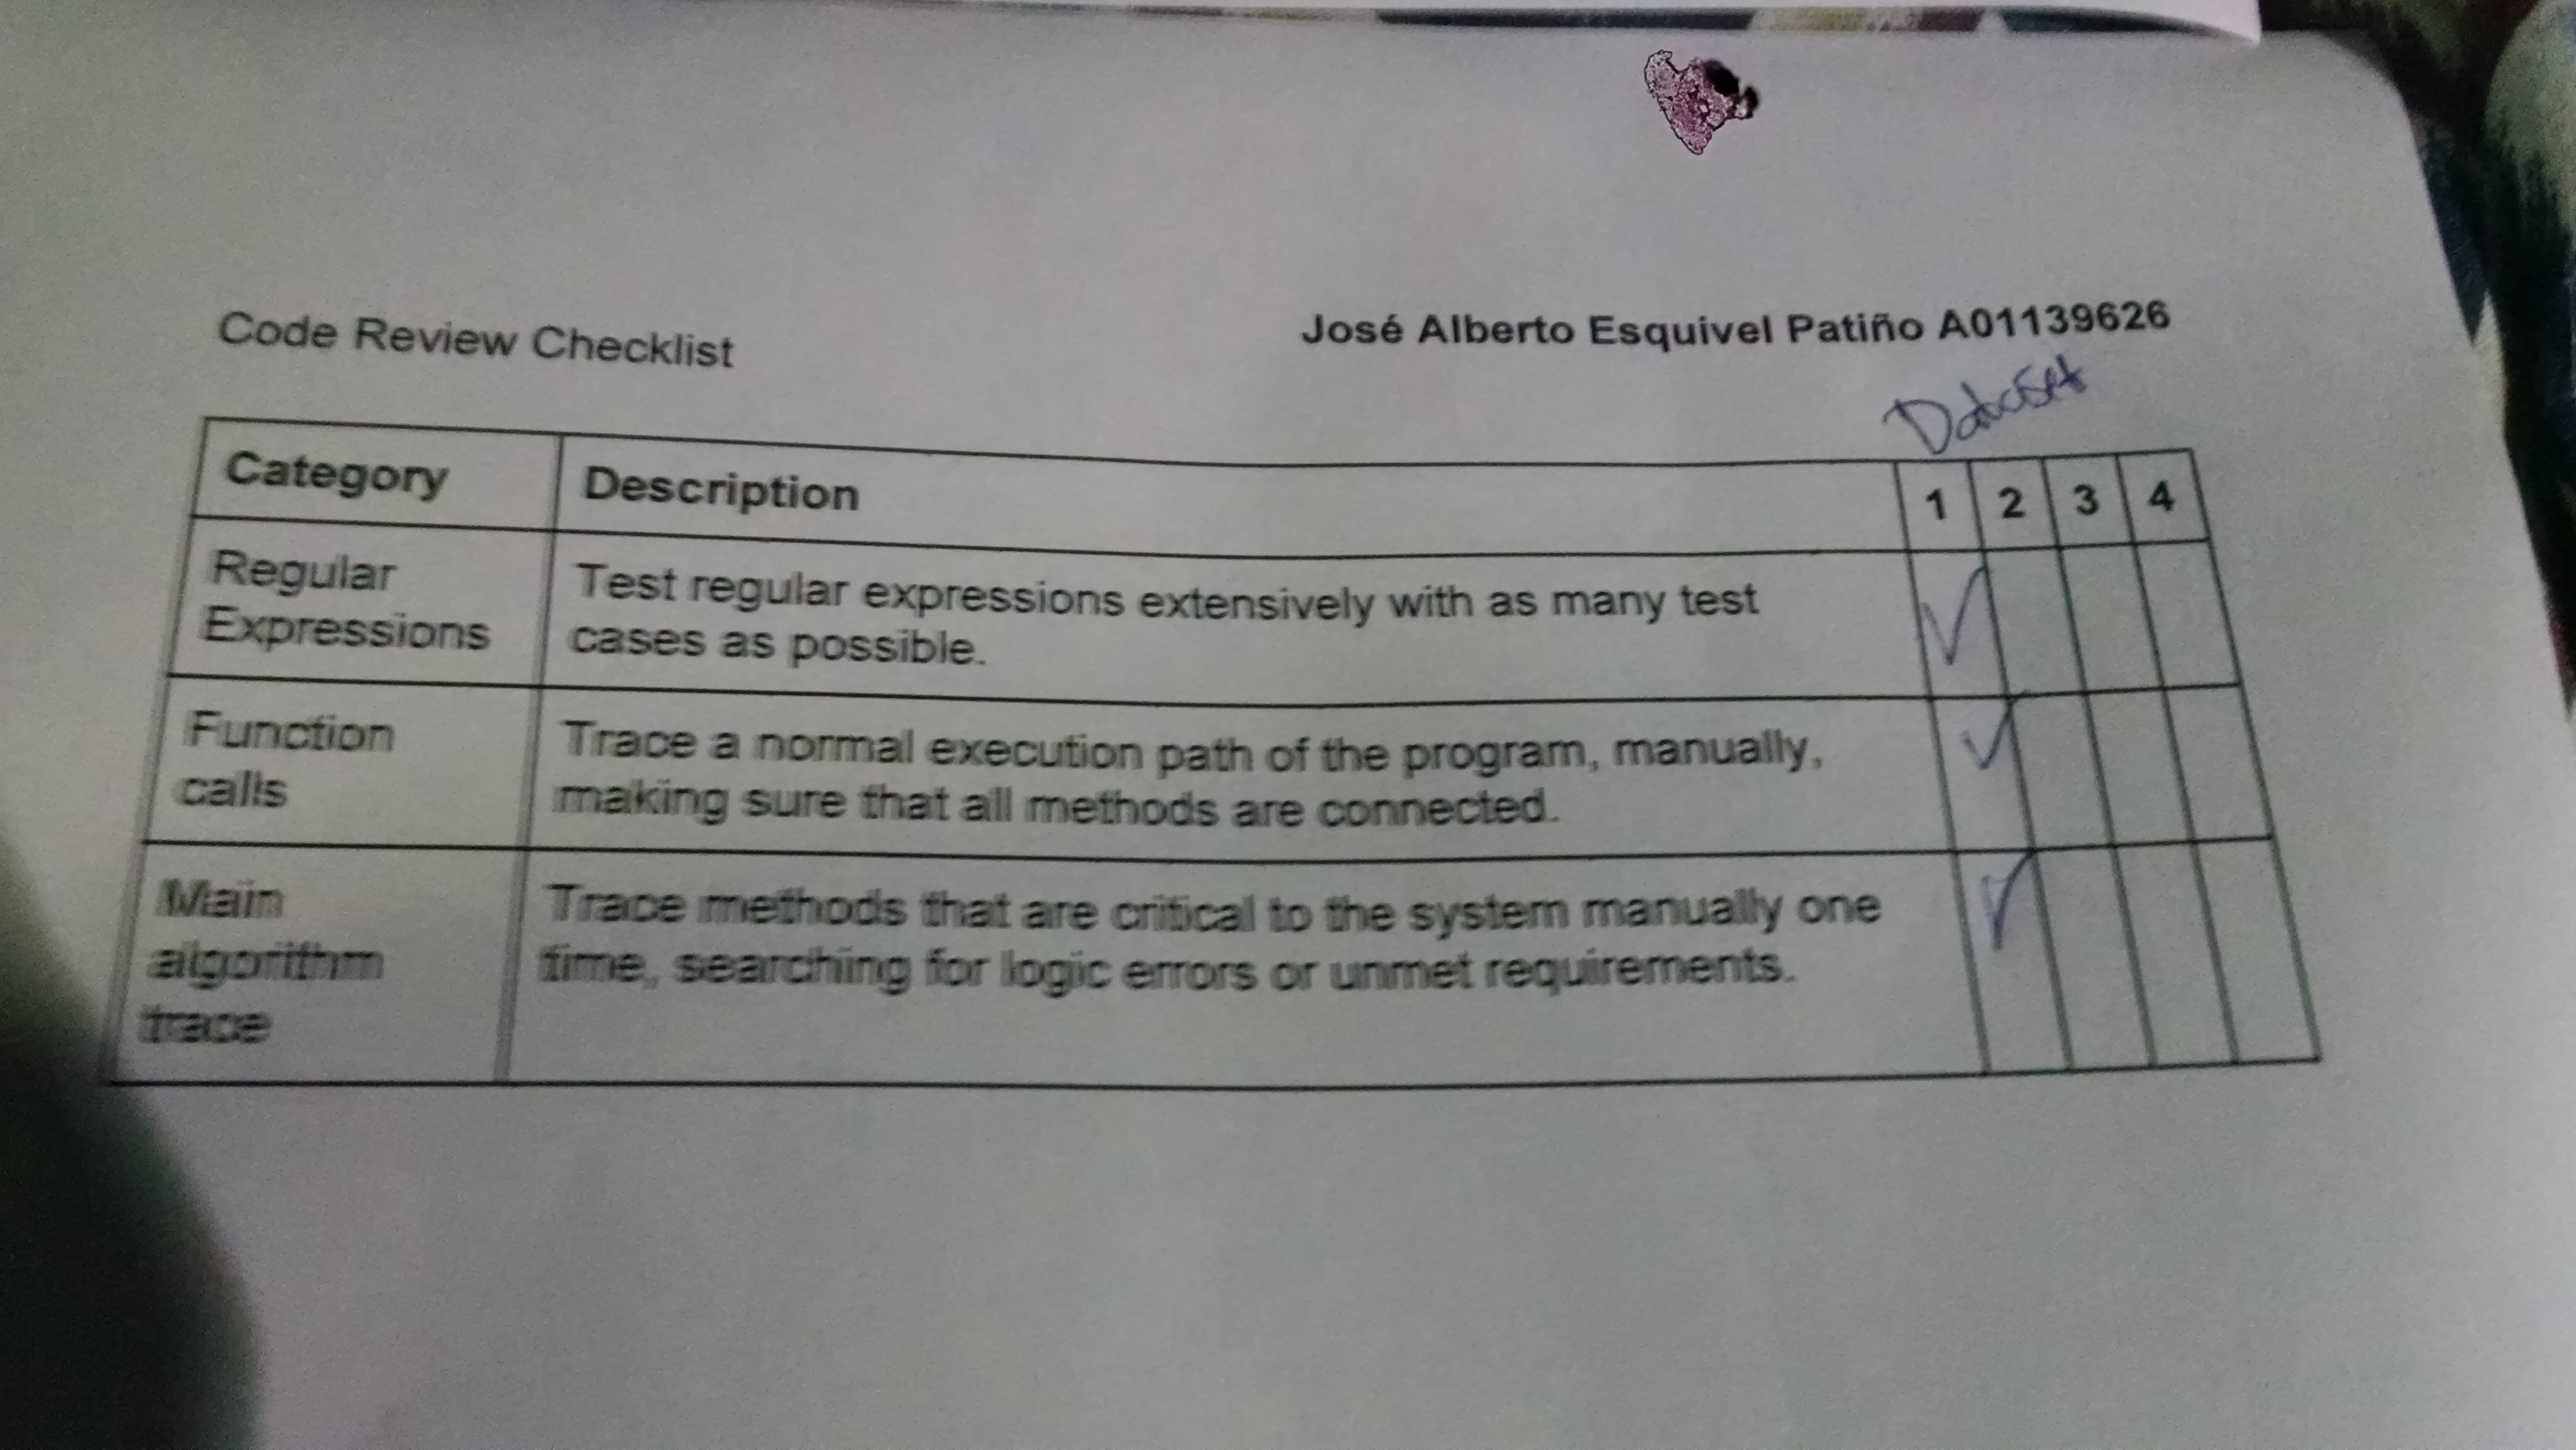 Code Review Checklist
José Alberto Esquivel Patiño A01139626
DataSet
Category Description 1 2 3 4
Regular
Expressions
Test regular expressions extensively with as many test
cases as possible.
✓
Function
calls
Trace a normal execution path of the program, manually,
making sure that all methods are connected.
✓
Main
algorithm
trace
Trace methods that are critical to the system manually one
time, searching for logic errors or unmet requirements.
✓